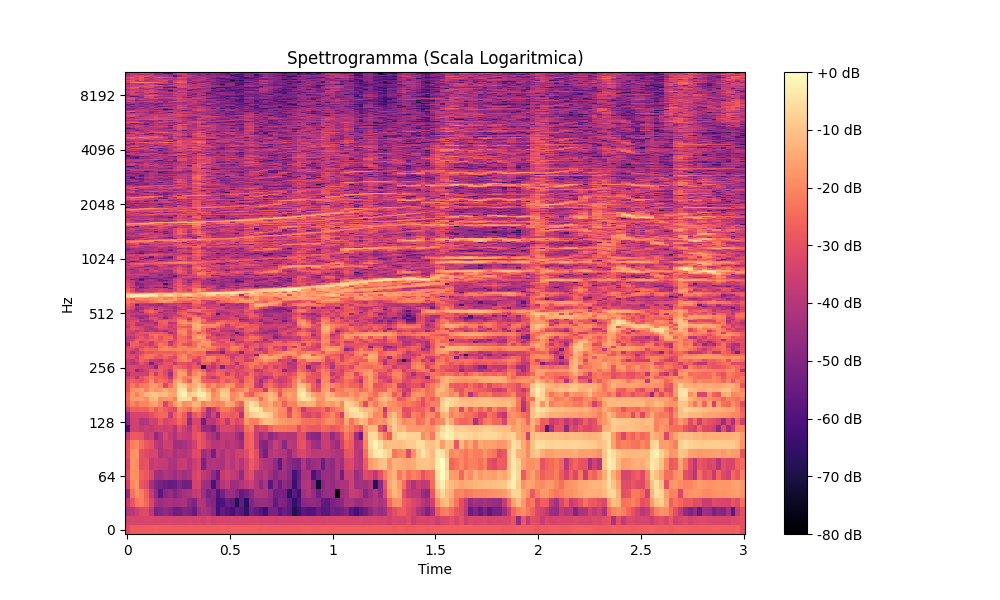 Spettrogramma (Scala Logaritmica)
Hz
8192
4096
2048
1024
512
256
128
64
0
0
0.5
1
1.5
2
2.5
3
Time
+0 dB
-10 dB
-20 dB
-30 dB
-40 dB
-50 dB
-60 dB
-70 dB
-80 dB